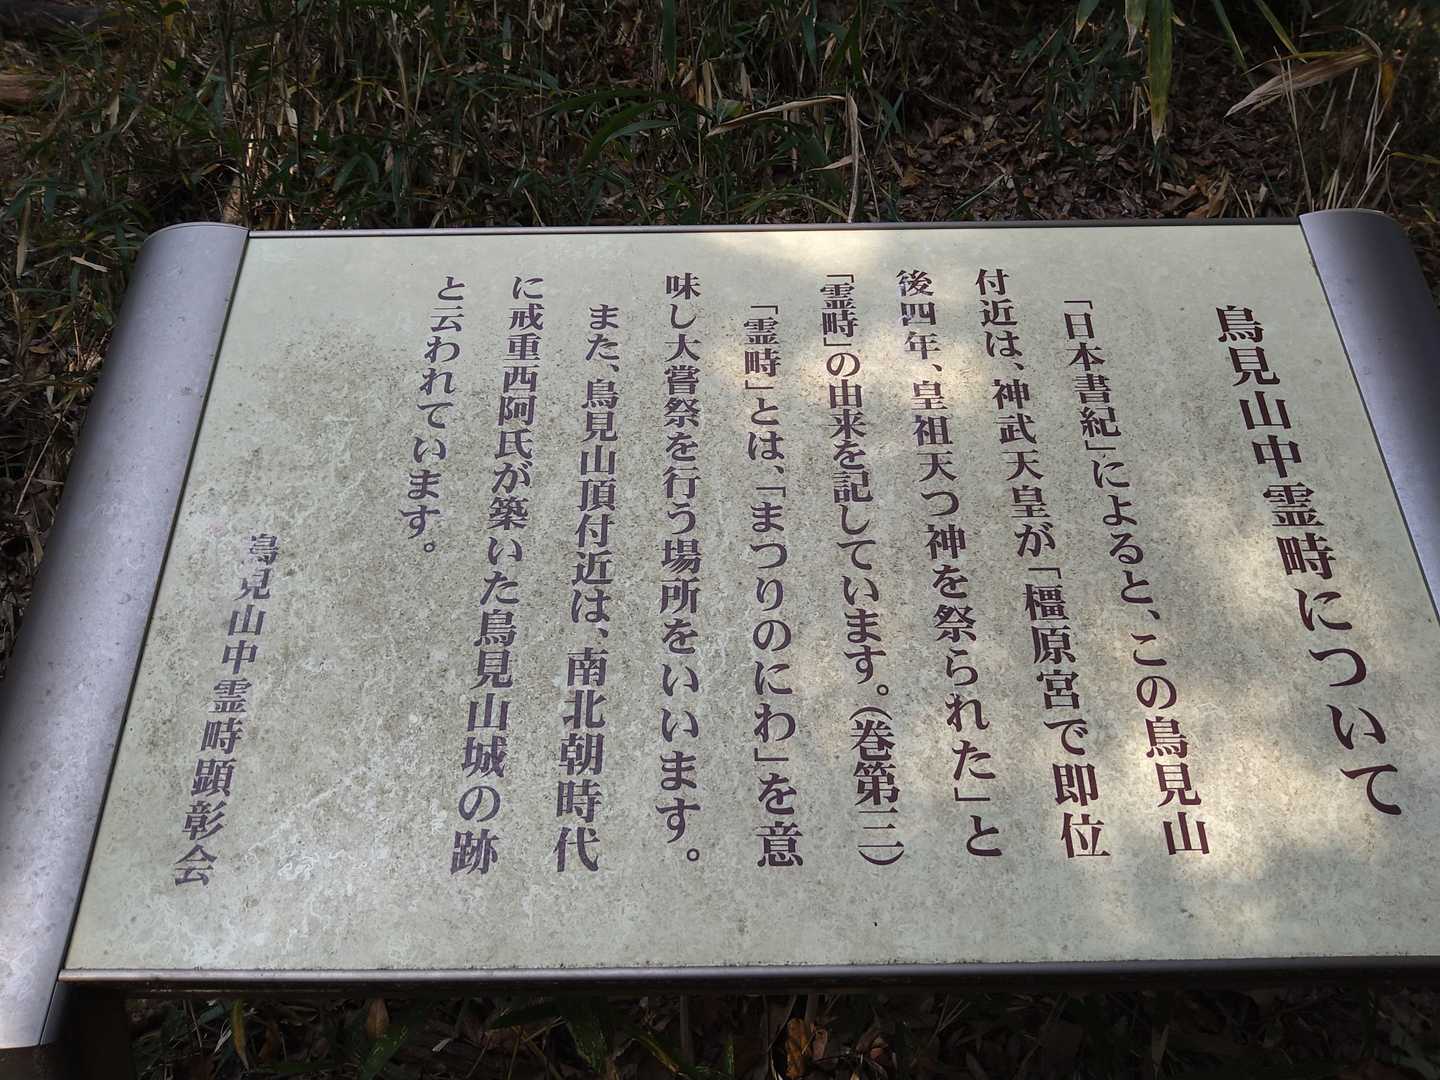 鳥見山中霊畤について
「日本書紀」によると、この鳥見山
付近は、神武天皇が「橿原宮で即位
後四年、皇祖天つ神を祭られた」と
「霊畤」の由来を記しています。(巻第三)
「霊畤」とは、「まつりのにわ」を意
味し大嘗祭を行う場所をいいます。
また、鳥見山頂付近は、南北朝時代
に戒重西阿氏が築いた鳥見山城の跡
と云われています。
鳥見山中霊畤顕彰会